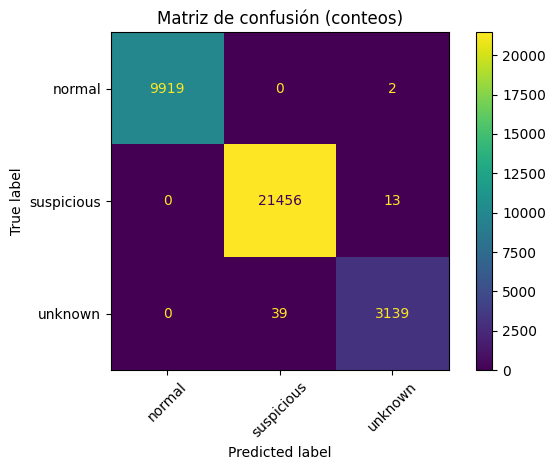 Matriz de confusión (conteos)
True label
normal
suspicious
unknown
9919 0 2
0 21456 13
0 39 3139
normal
suspicious
unknown
Predicted label
20000
17500
15000
12500
10000
7500
5000
2500
0